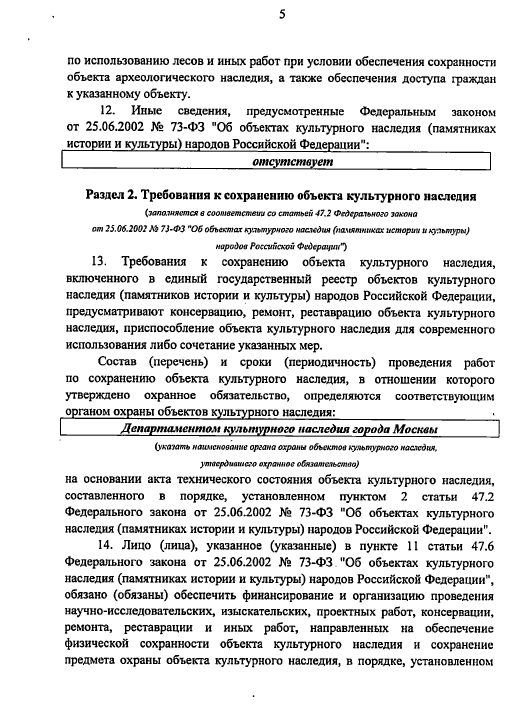 5
по использованию лесов и иных работ при условии обеспечения сохранности
объекта археологического наследия, а также обеспечения доступа граждан
к указанному объекту.
12. Иные сведения, предусмотренные Федеральным законом
от 25.06.2002 № 73-ФЗ "Об объектах культурного наследия (памятниках
истории и культуры) народов Российской Федерации":
отсутствует
Раздел 2. Требования к сохранению объекта культурного наследия
(заполняется в соответствии со статьей 47.2 Федерального закона
от 25.06.2002 № 73-ФЗ "Об объектах культурного наследия (памятниках истории и культуры)
народов Российской Федерации")
13. Требования к сохранению объекта культурного наследия,
включенного в единый государственный реестр объектов культурного
наследия (памятников истории и культуры) народов Российской Федерации,
предусматривают консервацию, ремонт, реставрацию объекта культурного
наследия, приспособление объекта культурного наследия для современного
использования либо сочетание указанных мер.
Состав (перечень) и сроки (периодичность) проведения работ
по сохранению объекта культурного наследия, в отношении которого
утверждено охранное обязательство, определяются соответствующим
органом охраны объектов культурного наследия:
Департаментом культурного наследия города Москвы
(указать наименование органа охраны объектов культурного наследия,
утвердившего охранное обязательство)
на основании акта технического состояния объекта культурного наследия,
составленного в порядке, установленном пунктом 2 статьи 47.2
Федерального закона от 25.06.2002 № 73-ФЗ "Об объектах культурного
наследия (памятниках истории и культуры) народов Российской Федерации".
14. Лицо (лица), указанное (указанные) в пункте 11 статьи 47.6
Федерального закона от 25.06.2002 № 73-ФЗ "Об объектах культурного
наследия (памятниках истории и культуры) народов Российской Федерации",
обязано (обязаны) обеспечить финансирование и организацию проведения
научно-исследовательских, изыскательских, проектных работ, консервации,
ремонта, реставрации и иных работ, направленных на обеспечение
физической сохранности объекта культурного наследия и сохранение
предмета охраны объекта культурного наследия, в порядке, установленном